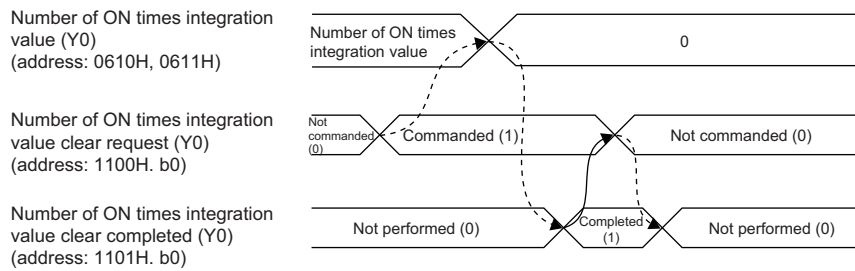 Number of ON times integration
value (Y0)
(address: 0610H, 0611H)
Number of ON times
integration value
0
Number of ON times integration
value clear request (Y0)
(address: 1100H. b0)
Not
commanded
(0)
Commanded (1)
Not commanded (0)
Number of ON times integration
value clear completed (Y0)
(address: 1101H. b0)
Not performed (0)
Completed
(1)
Not performed (0)